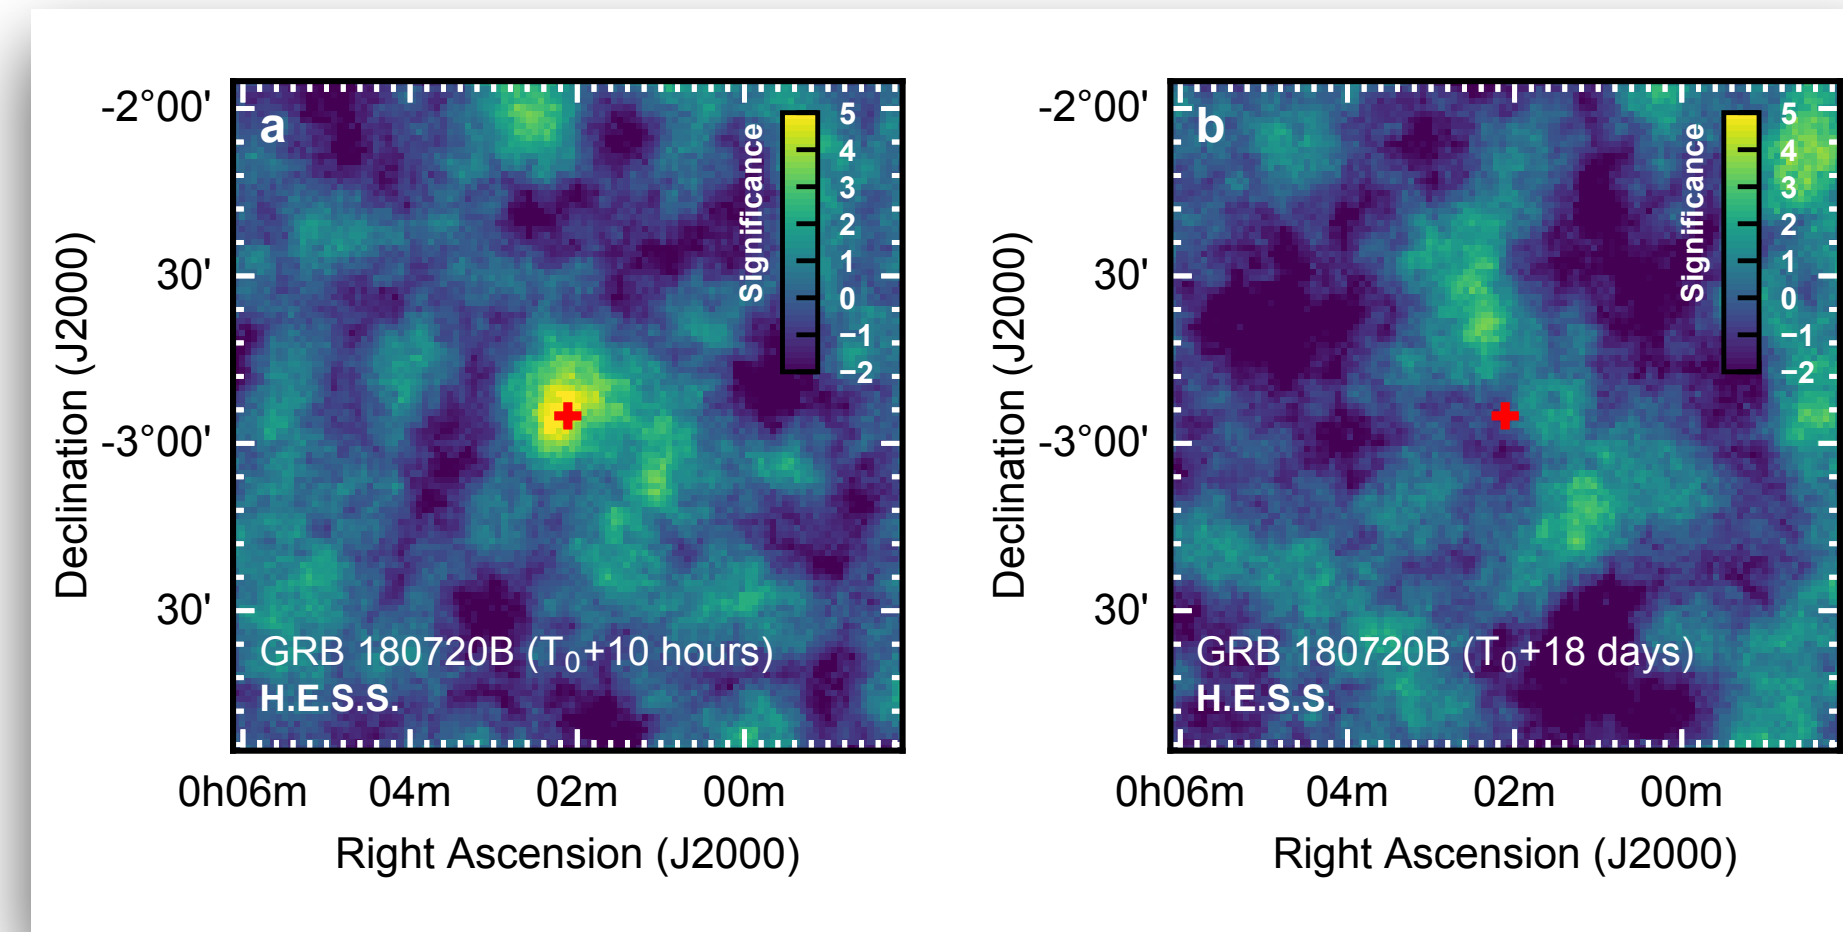 a
Significance
5
4
3
2
1
0
−1
−2
-2°00'
30'
-3°00'
30'
Declination (J2000)
GRB 180720B (T₀+10 hours)
H.E.S.S.
0h06m 04m 02m 00m
Right Ascension (J2000)
b
Significance
5
4
3
2
1
0
−1
−2
-2°00'
30'
-3°00'
30'
Declination (J2000)
GRB 180720B (T₀+18 days)
H.E.S.S.
0h06m 04m 02m 00m
Right Ascension (J2000)